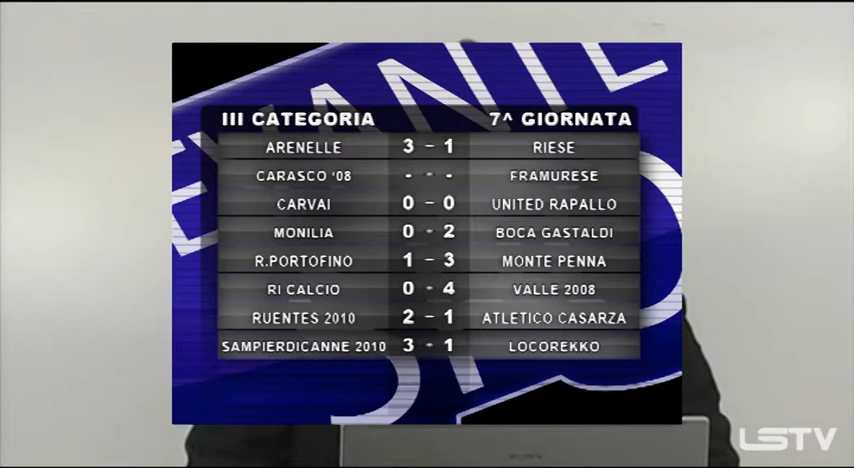 III CATEGORIA 7^ GIORNATA
ARENELLE 3 - 1 RIESE
CARASCO '08 - - - FRAMURESE
CARVAI 0 - 0 UNITED RAPALLO
MONILIA 0 - 2 BOCA GASTALDI
R.PORTOFINO 1 - 3 MONTE PENNA
RI CALCIO 0 - 4 VALLE 2008
RUENTES 2010 2 - 1 ATLETICO CASARZA
SAMPIERDICANNE 2010 3 - 1 LOCOREKKO
LSTV